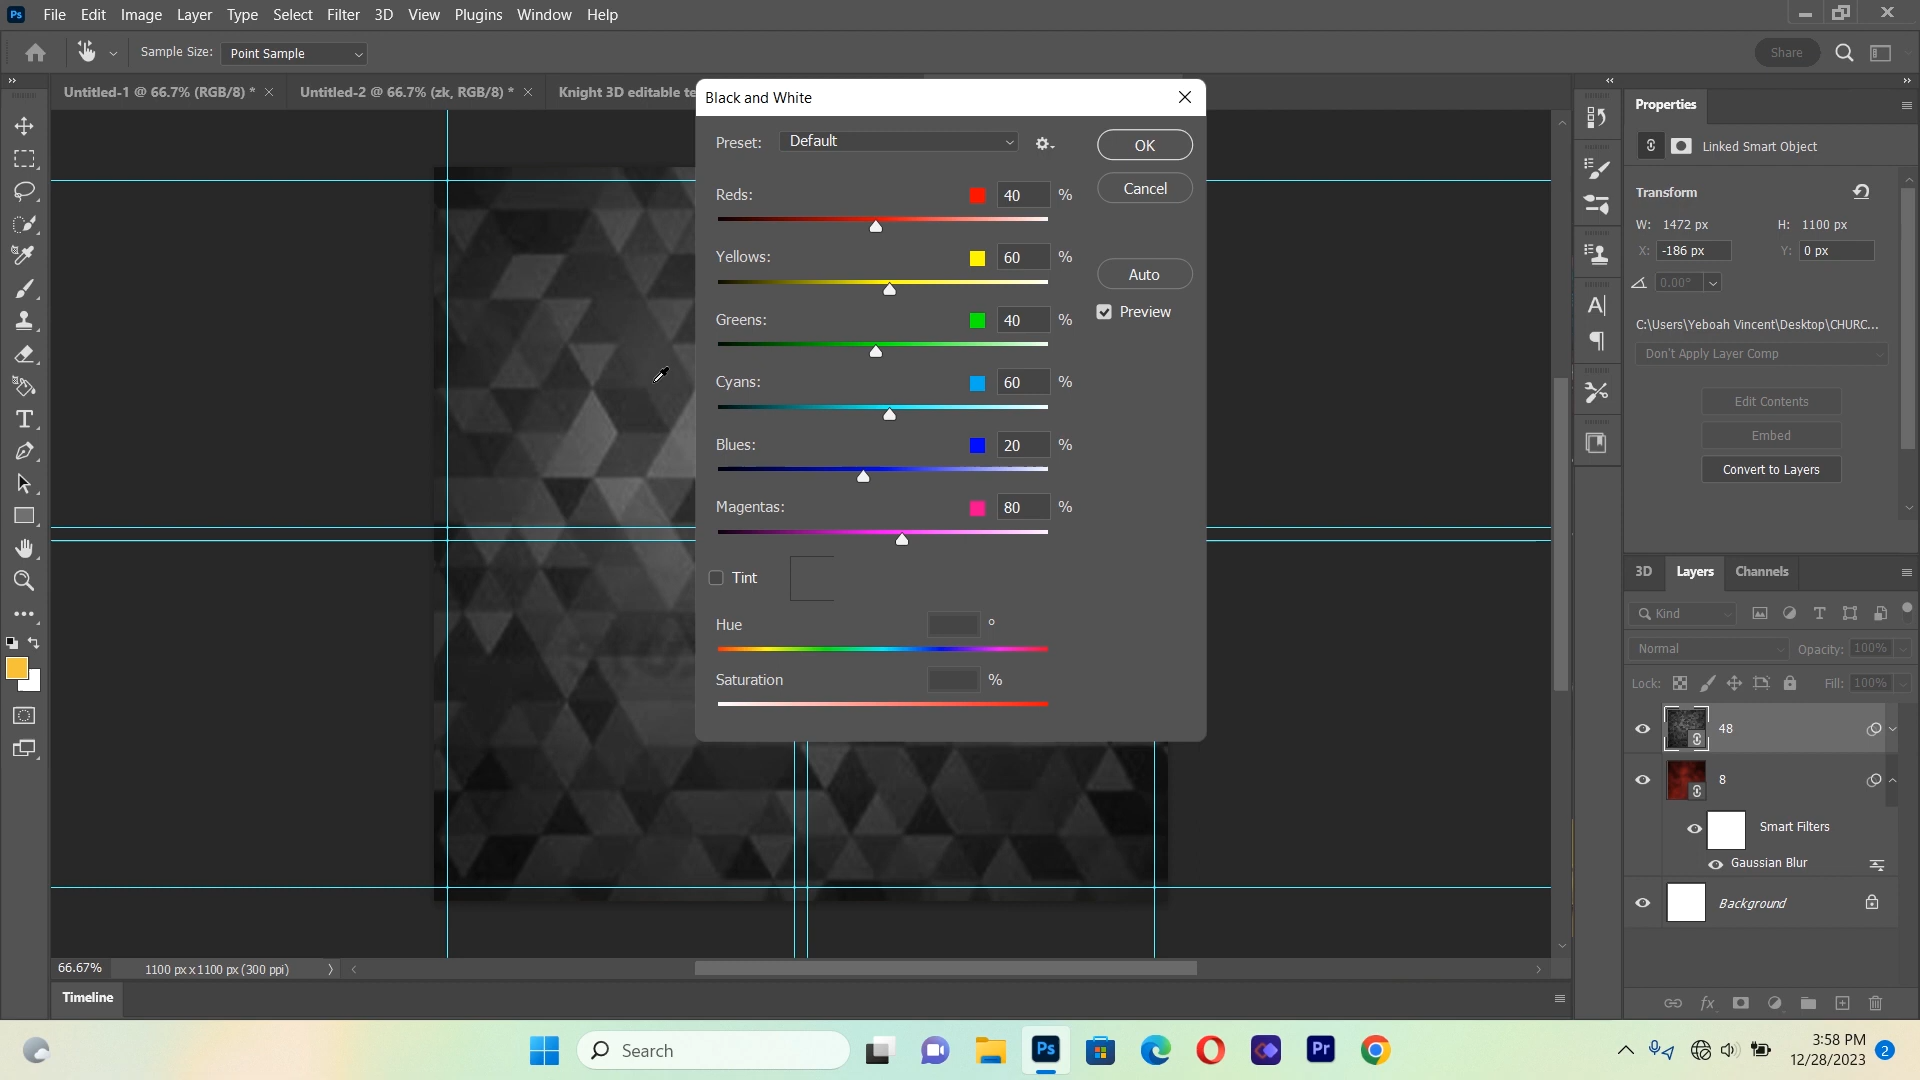 Ps File Edit Image Layer Type Select Filter 3D View Plugins Window Help
Sample Size: Point Sample Share
Untitled-1 @ 66.7% (RGB/8) * Untitled-2 @ 66.7% (zk, RGB/8) * Knight 3D editable te
Black and White
Preset: Default
OK
Cancel
Reds: 40 %
Yellows: 60 %
Auto
Preview
Greens: 40 %
Cyans: 60 %
Blues: 20 %
Magentas: 80 %
Tint
Hue °
Saturation %
Properties
Linked Smart Object
Transform
W: 1472 px H: 1100 px
X: -186 px Y: 0 px
0.00°
C:\Users\Yeboah Vincent\Desktop\CHURC...
Don't Apply Layer Comp
Edit Contents
Embed
Convert to Layers
3D Layers Channels
Kind
Normal Opacity: 100%
Lock: Fill: 100%
48
8
Smart Filters
Gaussian Blur
Background
fx
66.67% 1100 px x 1100 px (300 ppi)
Timeline
Search
Ps
Pr
3:58 PM
12/28/2023
2